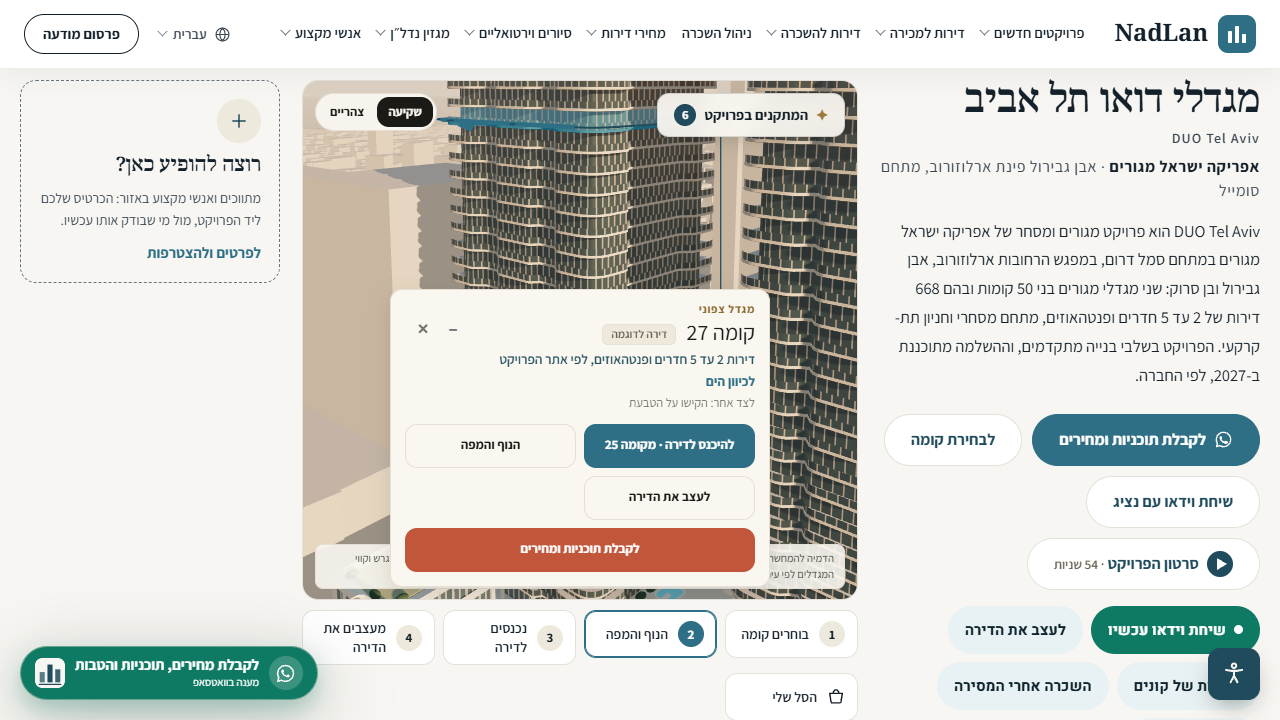 NadLan
פרויקטים חדשים
דירות למכירה
דירות להשכרה
מחירי דירות
ניהול השכרה
סיורים וירטואליים
מגזין נדל״ן
אנשי מקצוע
עברית
פרסום מודעה
מגדלי דואו תל אביב
DUO Tel Aviv
אפריקה ישראל מגורים · אבן גבירול פינת ארלוזורוב, מתחם
סומייל
DUO Tel Aviv הוא פרויקט מגורים ומסחר של אפריקה ישראל
מגורים במתחם סמל דרום, במפגש הרחובות ארלוזורוב, אבן
גבירול ובן סרוק: שני מגדלי מגורים בני 50 קומות ובהם 668
דירות של 2 עד 5 חדרים ופנטהאוזים, מתחם מסחרי וחניון תת-
קרקעי. הפרויקט בשלבי בנייה מתקדמים, וההשלמה מתוכננת
ב-2027, לפי החברה.
לקבלת תוכניות ומחירים
לבחירת קומה
שיחת וידאו עם נציג
סרטון הפרויקט · 54 שניות
שיחת וידאו עכשיו
לעצב את הדירה
של קונים
השכרה אחרי המסירה
המתקנים בפרויקט 6
שקיעה
צהריים
מגדל צפוני
קומה 27 דירה לדוגמה
דירות 2 עד 5 חדרים ופנטהאוזים, לפי אתר הפרויקט
לכיוון הים
לצד אחר: הקישו על הטבעת
להיכנס לדירה · מקומה 25
הנוף והמפה
לעצב את הדירה
לקבלת תוכניות ומחירים
הדמיה להמחשה
המגדלים לפי
גרש וקווי
1 בוחרים קומה
2 הנוף והמפה
3 נכנסים לדירה
4 מעצבים את הדירה
הסל שלי
רוצה להופיע כאן?
מתווכים ואנשי מקצוע באזור: הכרטיס שלכם
ליד הפרויקט, מול מי שבודק אותו עכשיו.
לפרטים ולהצטרפות
לקבלת מחירים, תוכניות והטבות
מענה בוואטסאפ